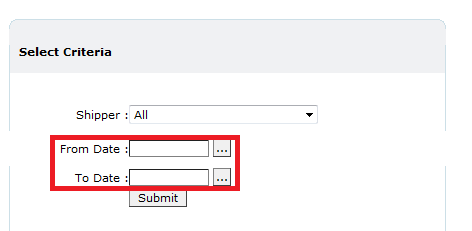 Select Criteria
Shipper : All
From Date : ...
To Date : ...
Submit